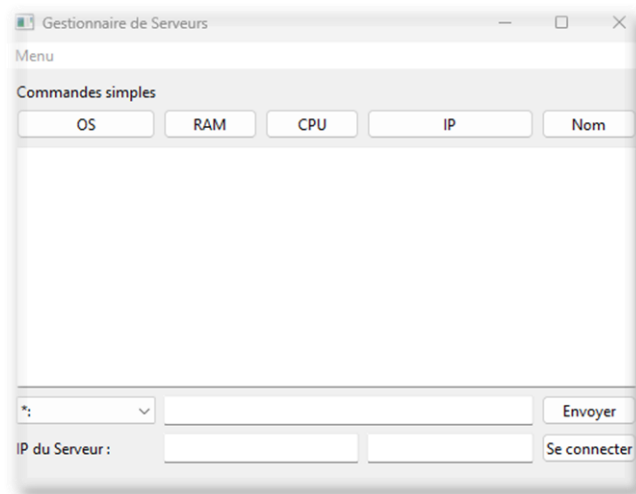 Gestionnaire de Serveurs
Menu
Commandes simples
OS RAM CPU IP Nom
*: Envoyer
IP du Serveur : Se connecter